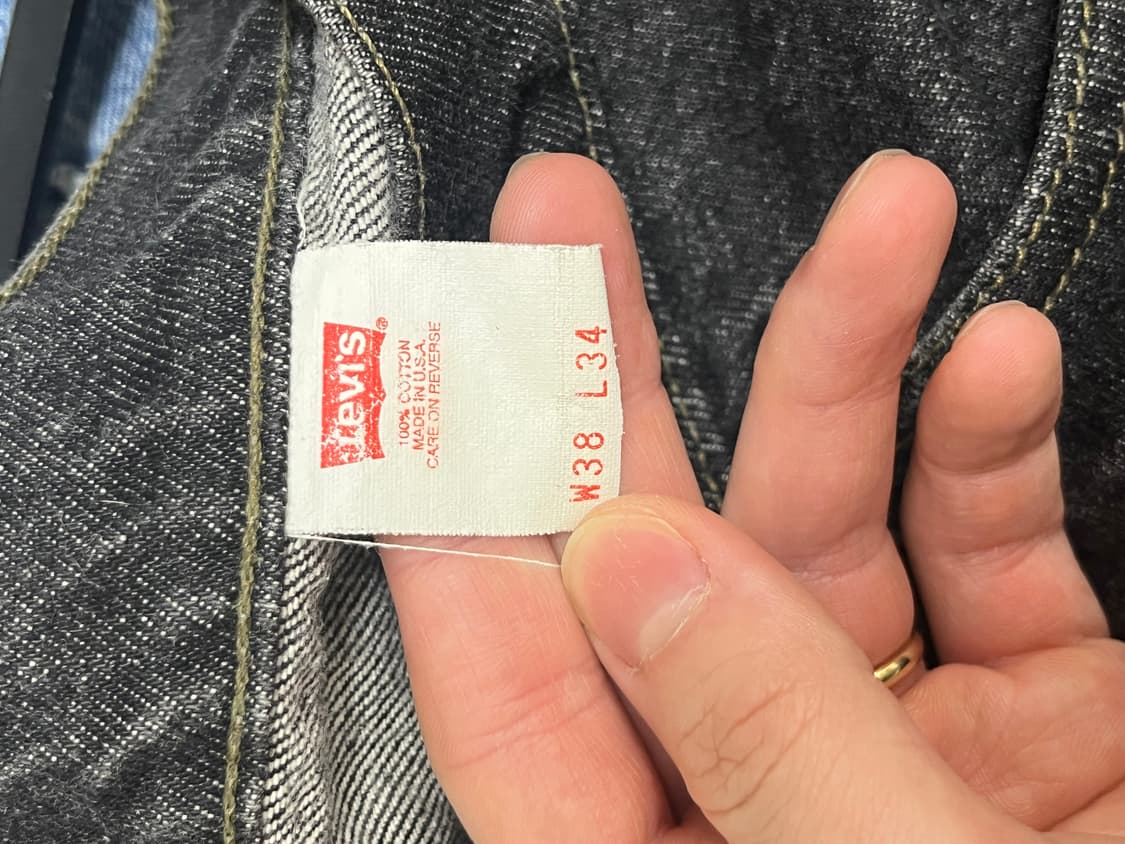 Levi's®
100% COTTON
MADE IN U.S.A.
CARE ON REVERSE
W38 L34